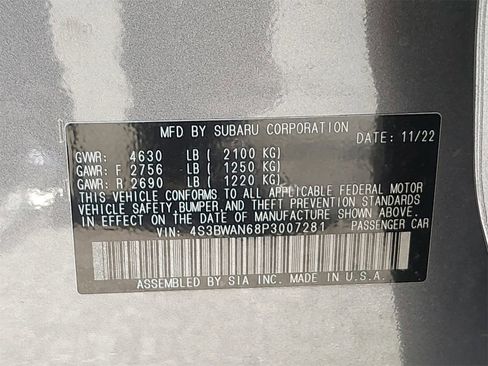 MFD BY SUBARU CORPORATION
DATE: 11/22
GVWR: 4630 LB ( 2100 KG)
GAWR: F 2756 LB ( 1250 KG)
GAWR: R 2690 LB ( 1220 KG)
THIS VEHICLE CONFORMS TO ALL APPLICABLE FEDERAL MOTOR
VEHICLE SAFETY, BUMPER, AND THEFT PREVENTION STANDARDS
IN EFFECT ON THE DATE OF MANUFACTURE SHOWN ABOVE.
VIN: 4S3BWAN68P3007281 PASSENGER CAR
ASSEMBLED BY SIA INC. MADE IN U.S.A.